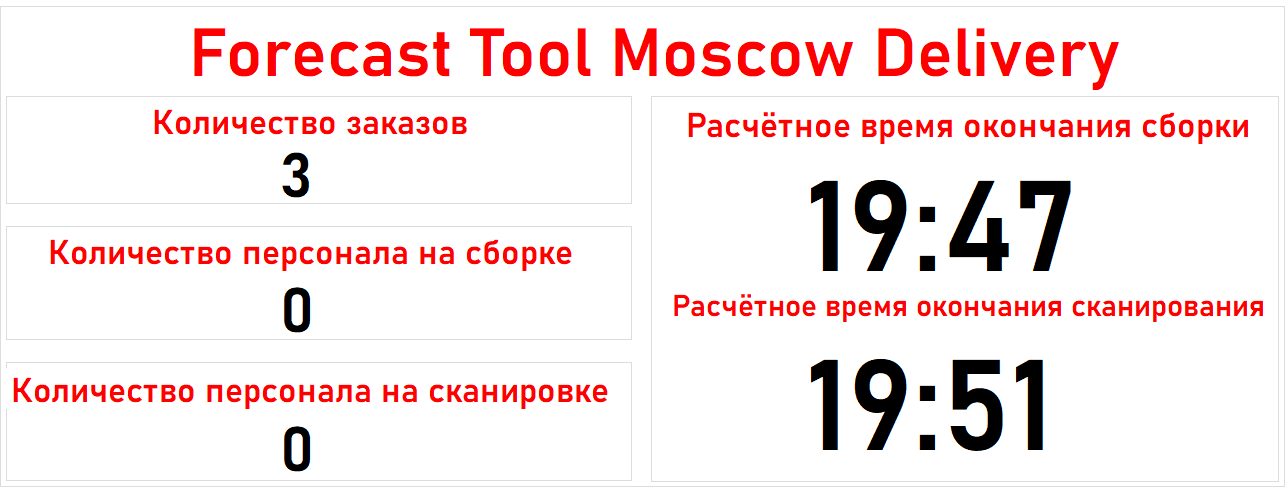 Forecast Tool Moscow Delivery
Количество заказов
3
Количество персонала на сборке
0
Количество персонала на сканировке
0
Расчётное время окончания сборки
19:47
Расчётное время окончания сканирования
19:51